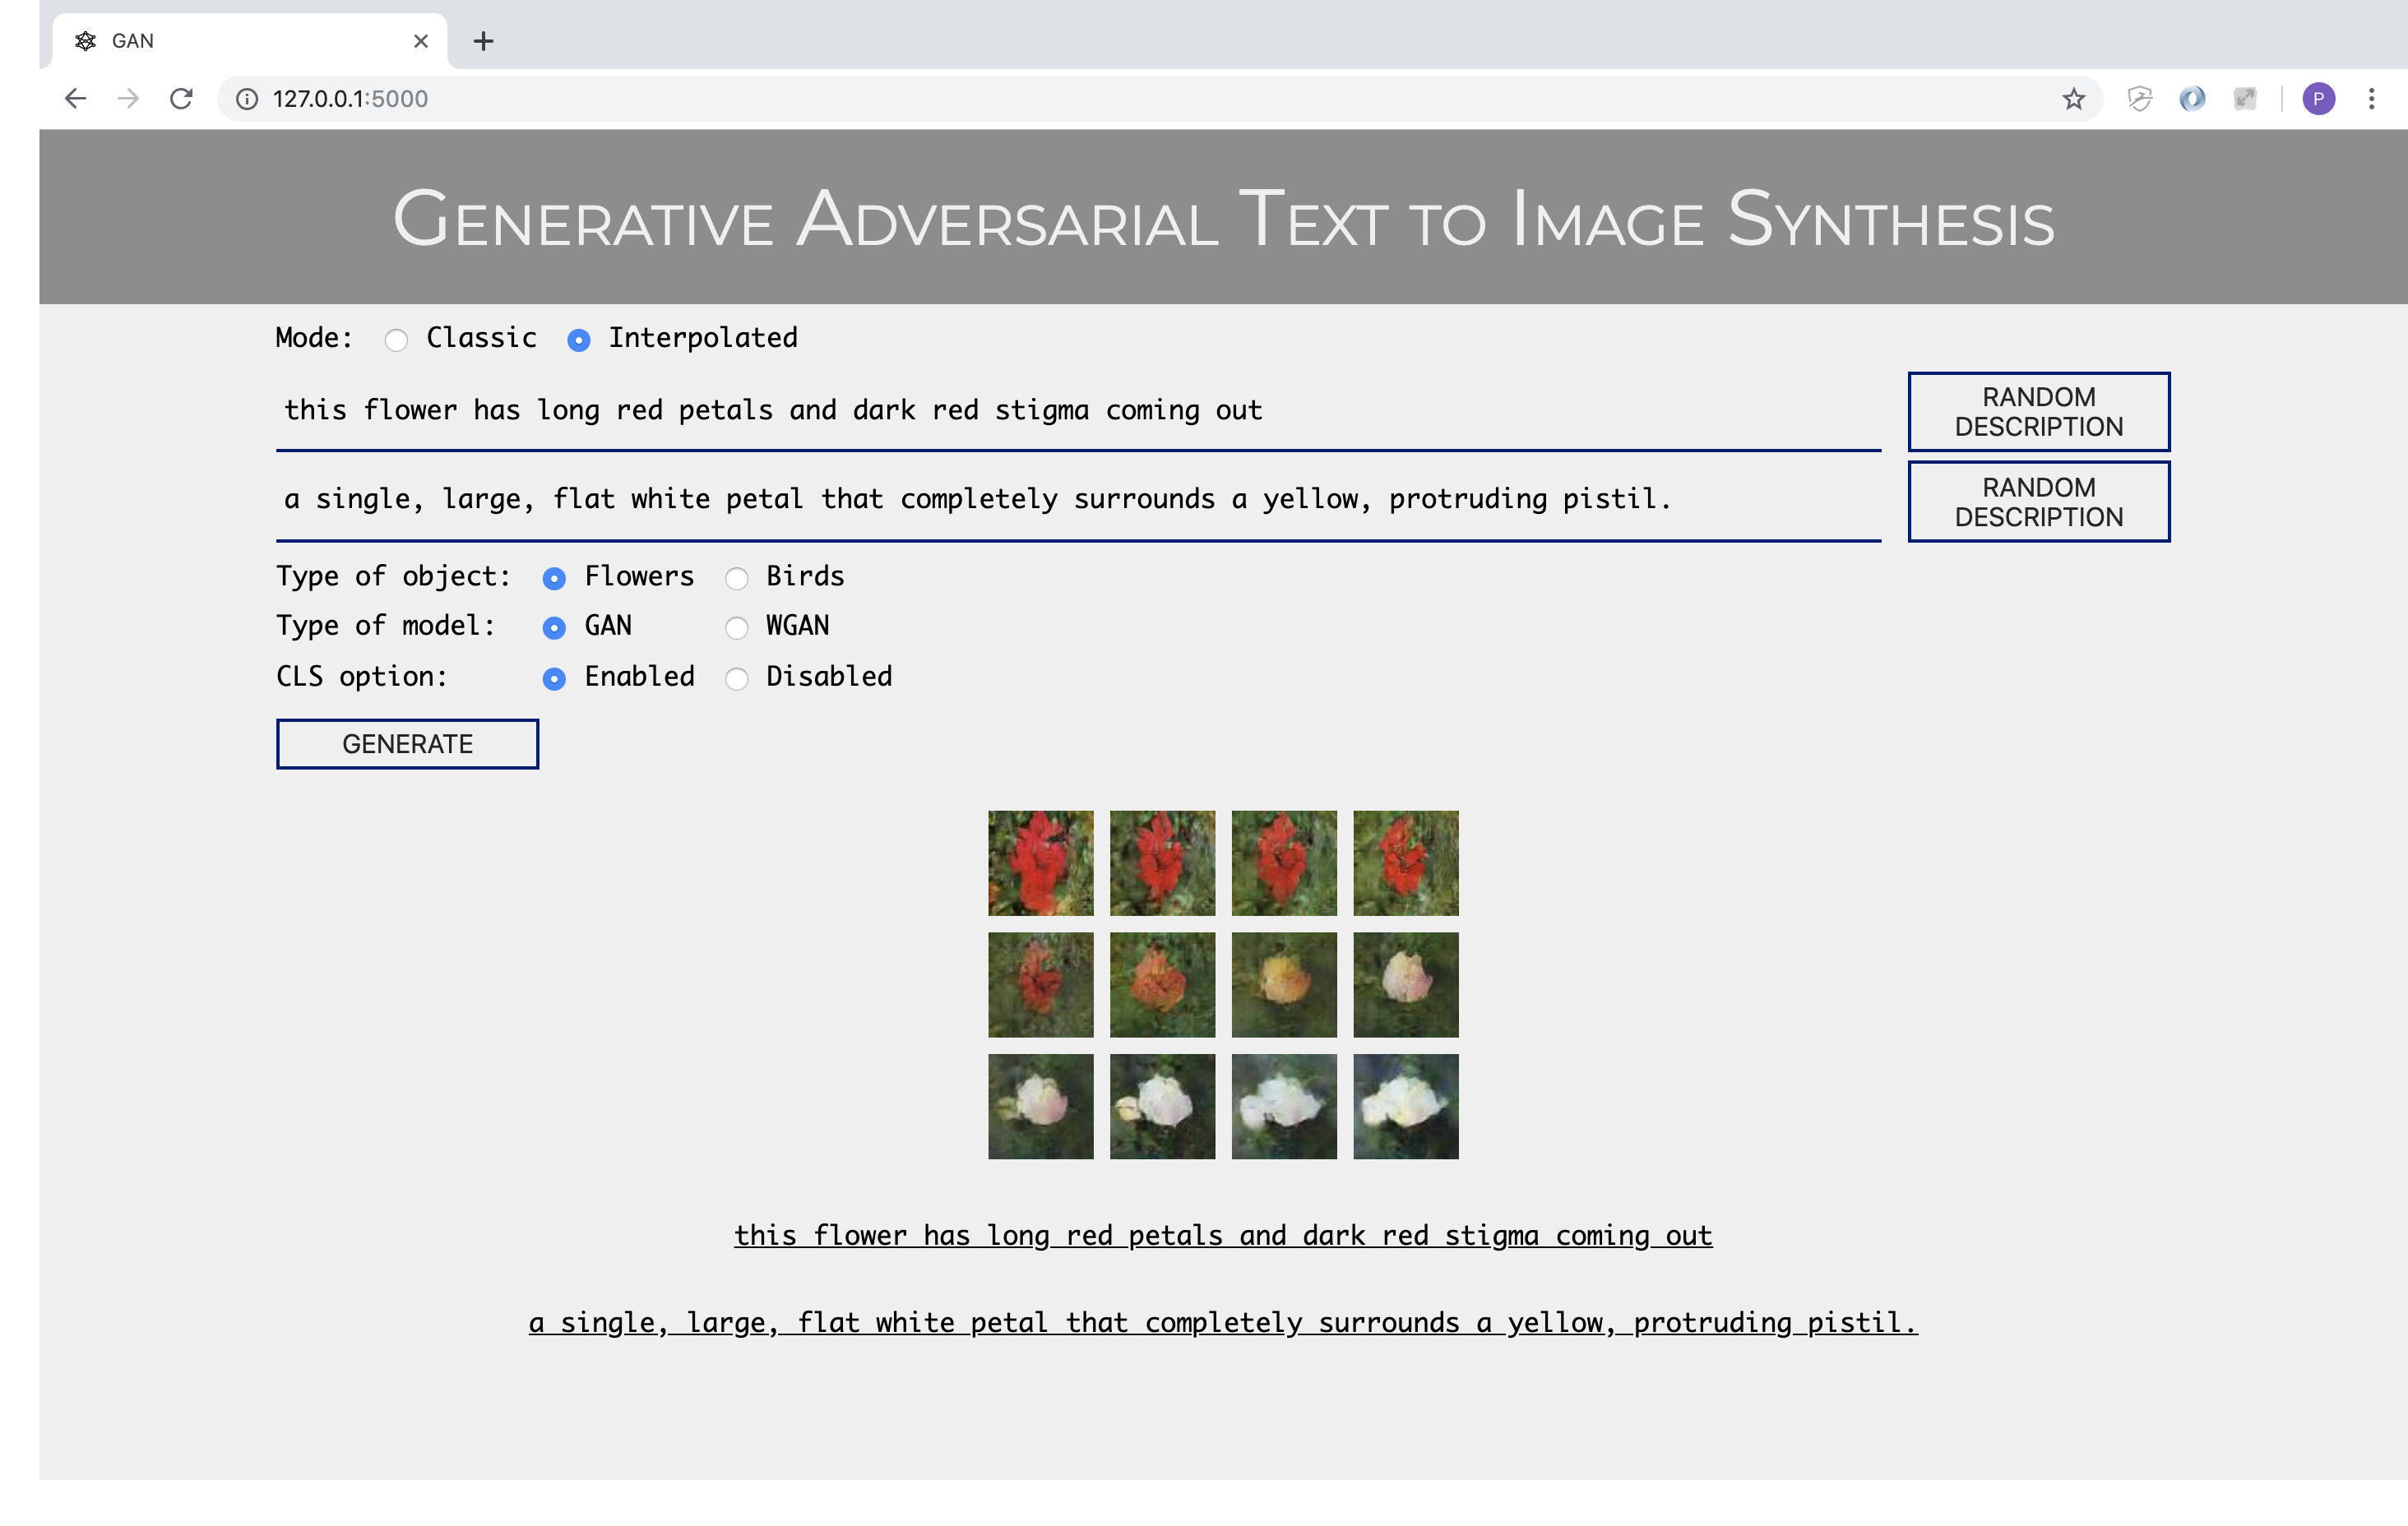 GAN
127.0.0.1:5000
P
Generative Adversarial Text to Image Synthesis
Mode: Classic Interpolated
this flower has long red petals and dark red stigma coming out
RANDOM
DESCRIPTION
a single, large, flat white petal that completely surrounds a yellow, protruding pistil.
RANDOM
DESCRIPTION
Type of object: Flowers Birds
Type of model: GAN WGAN
CLS option: Enabled Disabled
GENERATE
this flower has long red petals and dark red stigma coming out
a single, large, flat white petal that completely surrounds a yellow, protruding pistil.